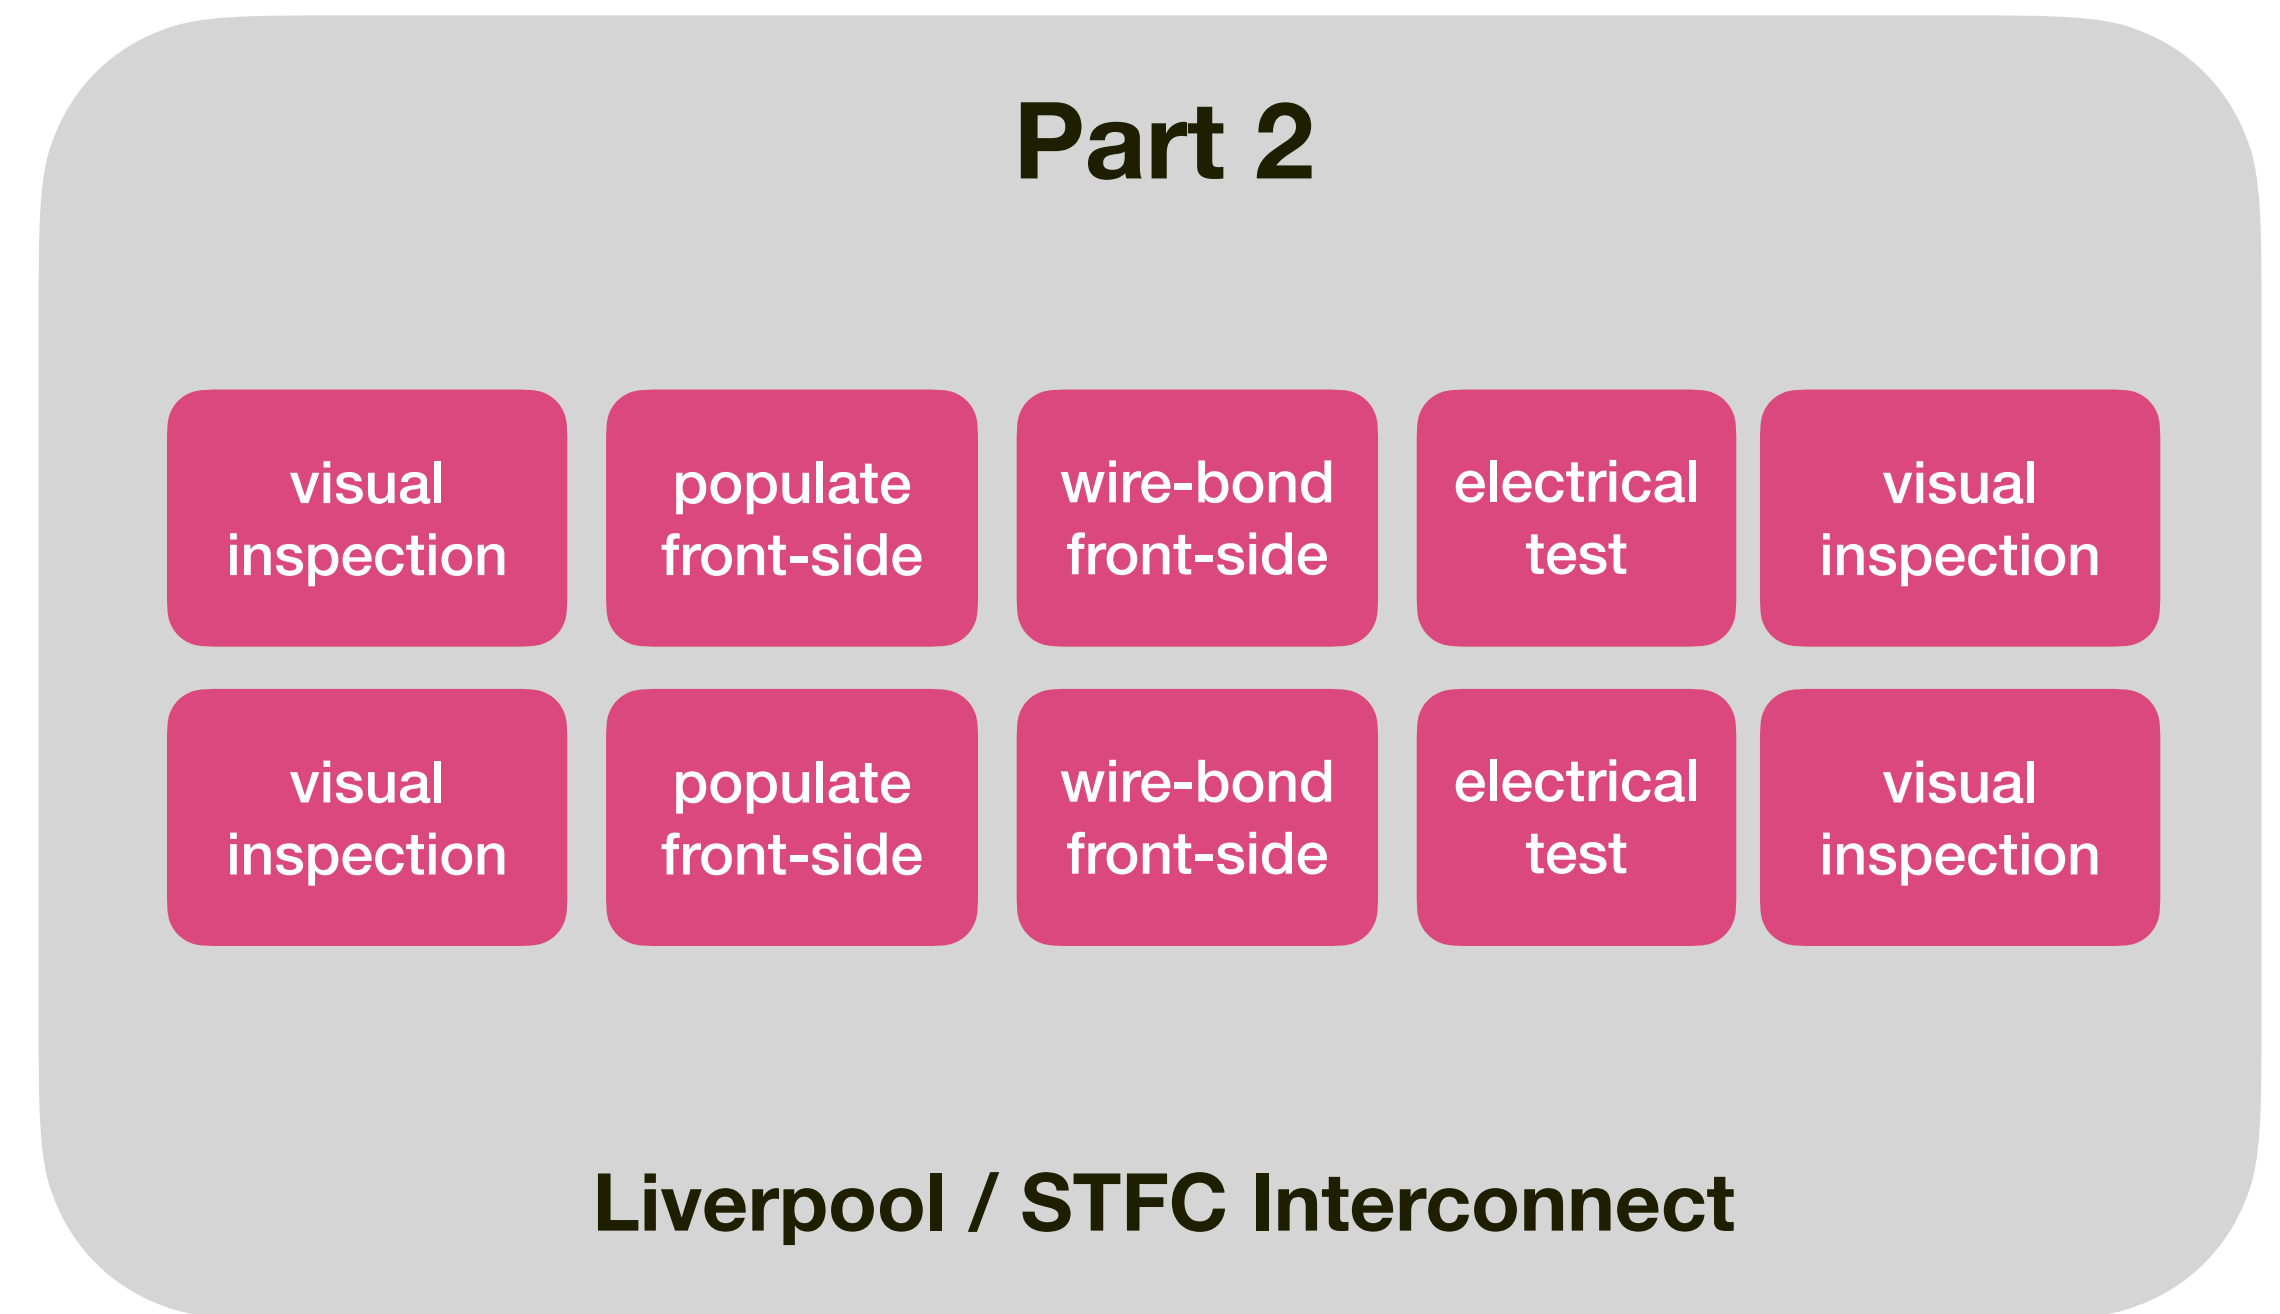 Part 2
visual
inspection
populate
front-side
wire-bond
front-side
electrical
test
visual
inspection
visual
inspection
populate
front-side
wire-bond
front-side
electrical
test
visual
inspection
Liverpool / STFC Interconnect